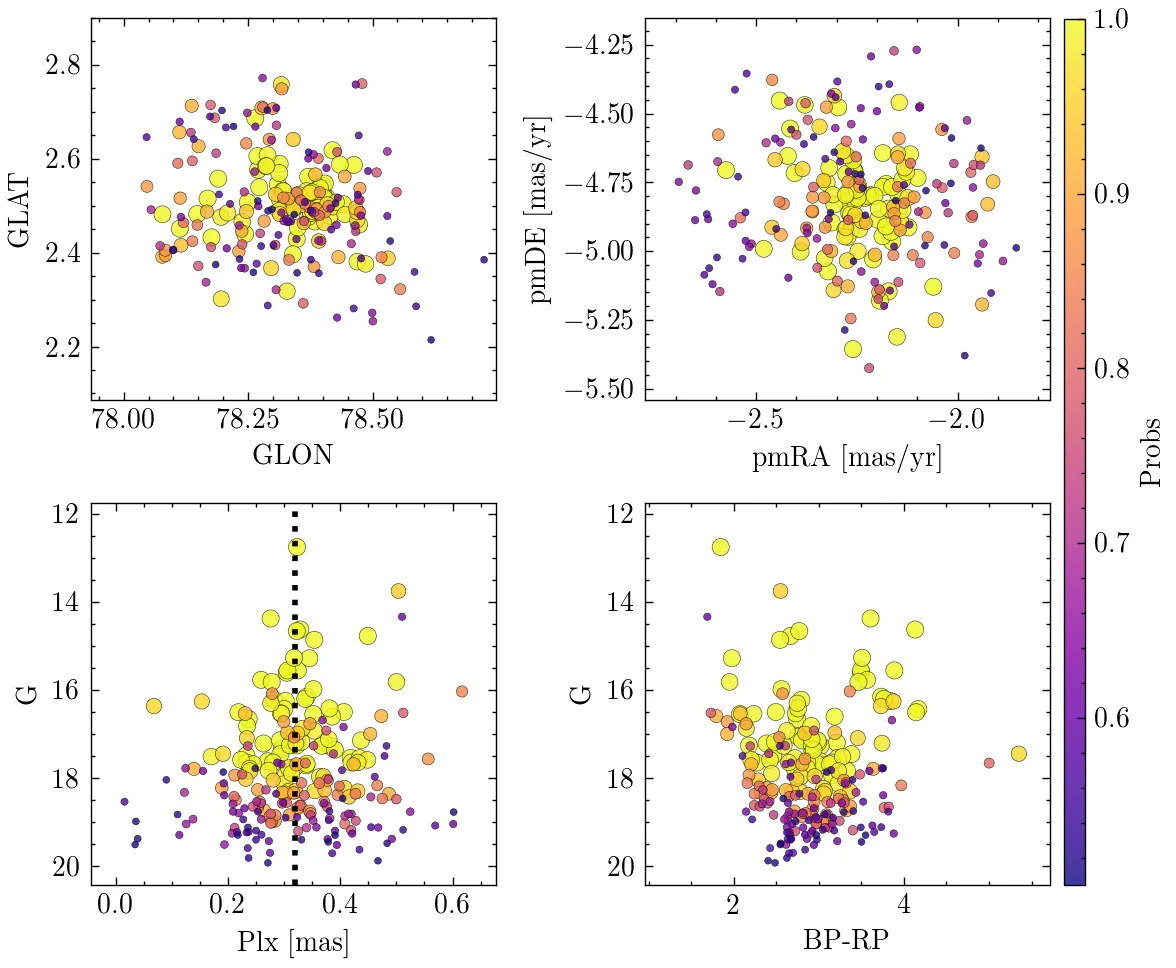 2.8
2.6
2.4
2.2
GLAT
78.00 78.25 78.50
GLON
−4.25
−4.50
−4.75
−5.00
−5.25
−5.50
pmDE [mas/yr]
−2.5 −2.0
pmRA [mas/yr]
12
14
16
18
20
G
0.0 0.2 0.4 0.6
Plx [mas]
12
14
16
18
20
G
2 4
BP-RP
1.0
0.9
0.8
0.7
0.6
Probs